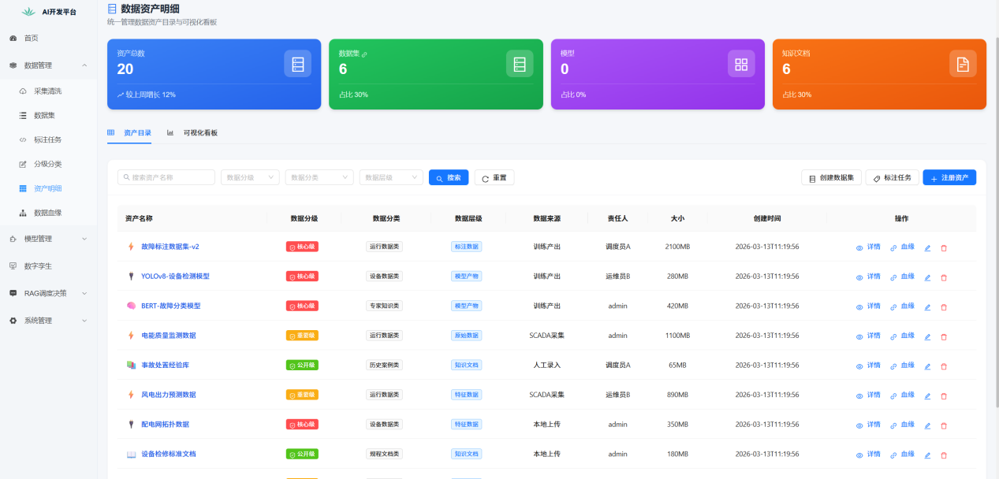 AI开发平台
首页
数据管理
采集清洗
数据集
标注任务
分级分类
资产明细
数据血缘
模型管理
数字孪生
RAG调度决策
系统管理
数据资产明细
统一管理数据资产目录与可视化看板
资产总数
20
较上周增长 12%
数据集
6
占比 30%
模型
0
占比 0%
知识文档
6
占比 30%
资产目录 可视化看板
搜索资产名称 数据分级 数据分类 数据层级 搜索 重置 创建数据集 标注任务 注册资产
资产名称 数据分级 数据分类 数据层级 数据来源 责任人 大小 创建时间 操作
故障标注数据集-v2 核心级 运行数据类 标注数据 训练产出 调度员A 2100MB 2026-03-13T11:19:56 详情 血缘
YOLOv8-设备检测模型 核心级 设备数据类 模型产物 训练产出 运维员B 280MB 2026-03-13T11:19:56 详情 血缘
BERT-故障分类模型 核心级 专家知识类 模型产物 训练产出 admin 420MB 2026-03-13T11:19:56 详情 血缘
电能质量监测数据 重要级 运行数据类 原始数据 SCADA采集 admin 1100MB 2026-03-13T11:19:56 详情 血缘
事故处置经验库 公开级 历史案例类 知识文档 人工录入 调度员A 65MB 2026-03-13T11:19:56 详情 血缘
风电出力预测数据 重要级 运行数据类 特征数据 SCADA采集 运维员B 890MB 2026-03-13T11:19:56 详情 血缘
配电网拓扑数据 核心级 设备数据类 特征数据 本地上传 admin 350MB 2026-03-13T11:19:56 详情 血缘
设备检修标准文档 公开级 规程文档类 知识文档 本地上传 admin 180MB 2026-03-13T11:19:56 详情 血缘